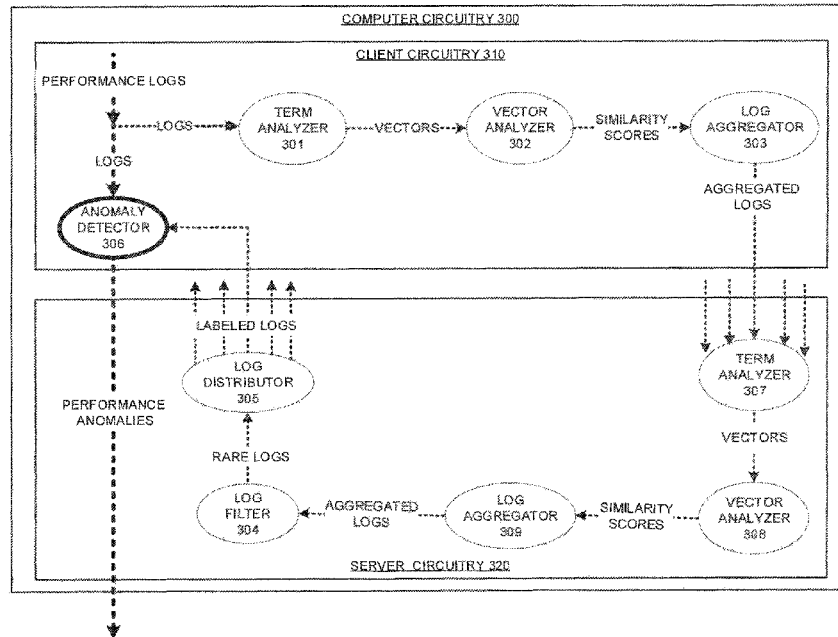 COMPUTER CIRCUITRY 300
CLIENT CIRCUITRY 310
PERFORMANCE LOGS
LOGS
TERM
ANALYZER
301
VECTORS
VECTOR
ANALYZER
302
SIMILARITY
SCORES
LOG
AGGREGATOR
303
LOGS
AGGREGATED
LOGS
ANOMALY
DETECTOR
306
LABELED LOGS
LOG
DISTRIBUTOR
305
TERM
ANALYZER
307
PERFORMANCE
ANOMALIES
VECTORS
RARE LOGS
LOG
FILTER
304
AGGREGATED
LOGS
LOG
AGGREGATOR
309
SIMILARITY
SCORES
VECTOR
ANALYZER
308
SERVER CIRCUITRY 320